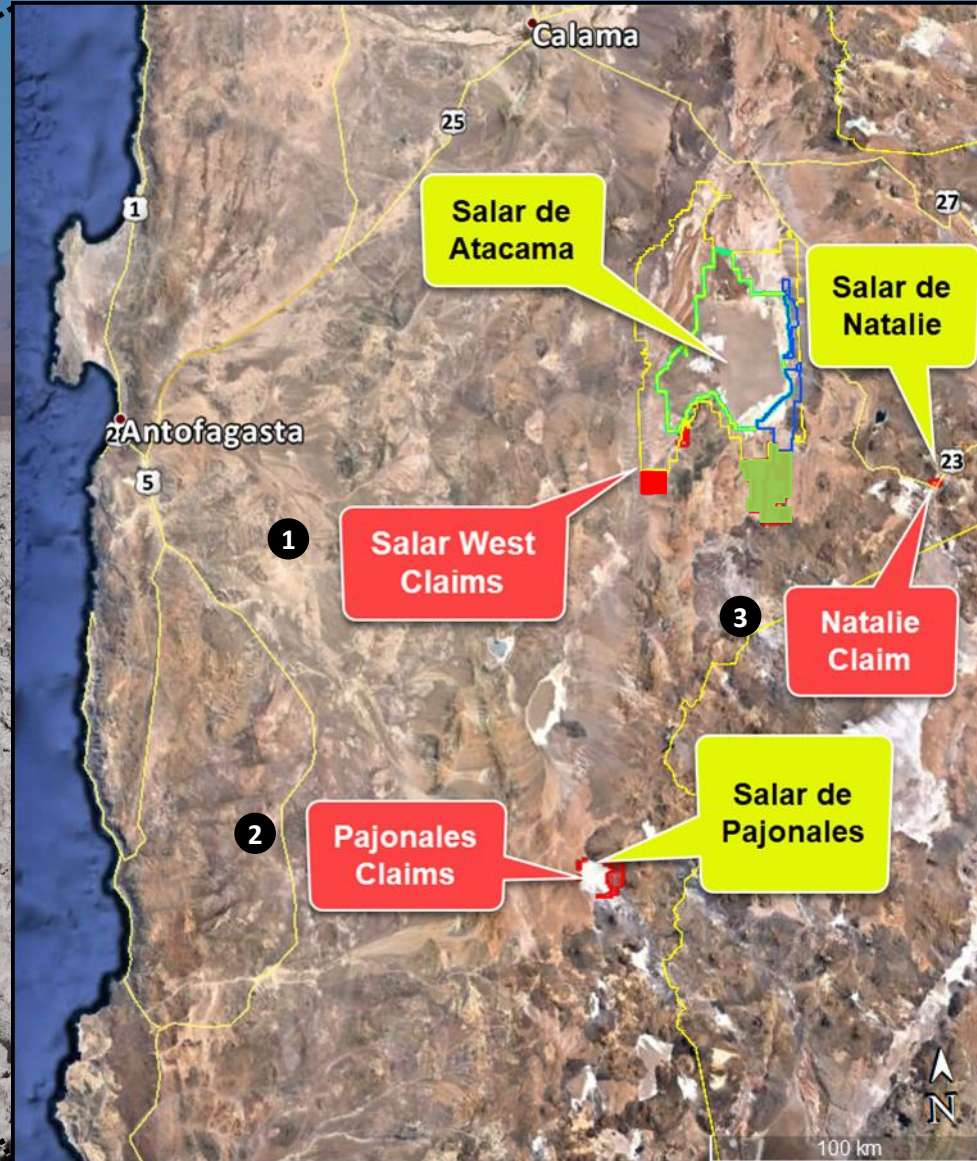 Calama
25
1
27
Salar de
Atacama
Salar de
Natalie
Antofagasta
23
5
1
Salar West
Claims
3
Natalie
Claim
Salar de
Pajonales
2
Pajonales
Claims
N
100 km